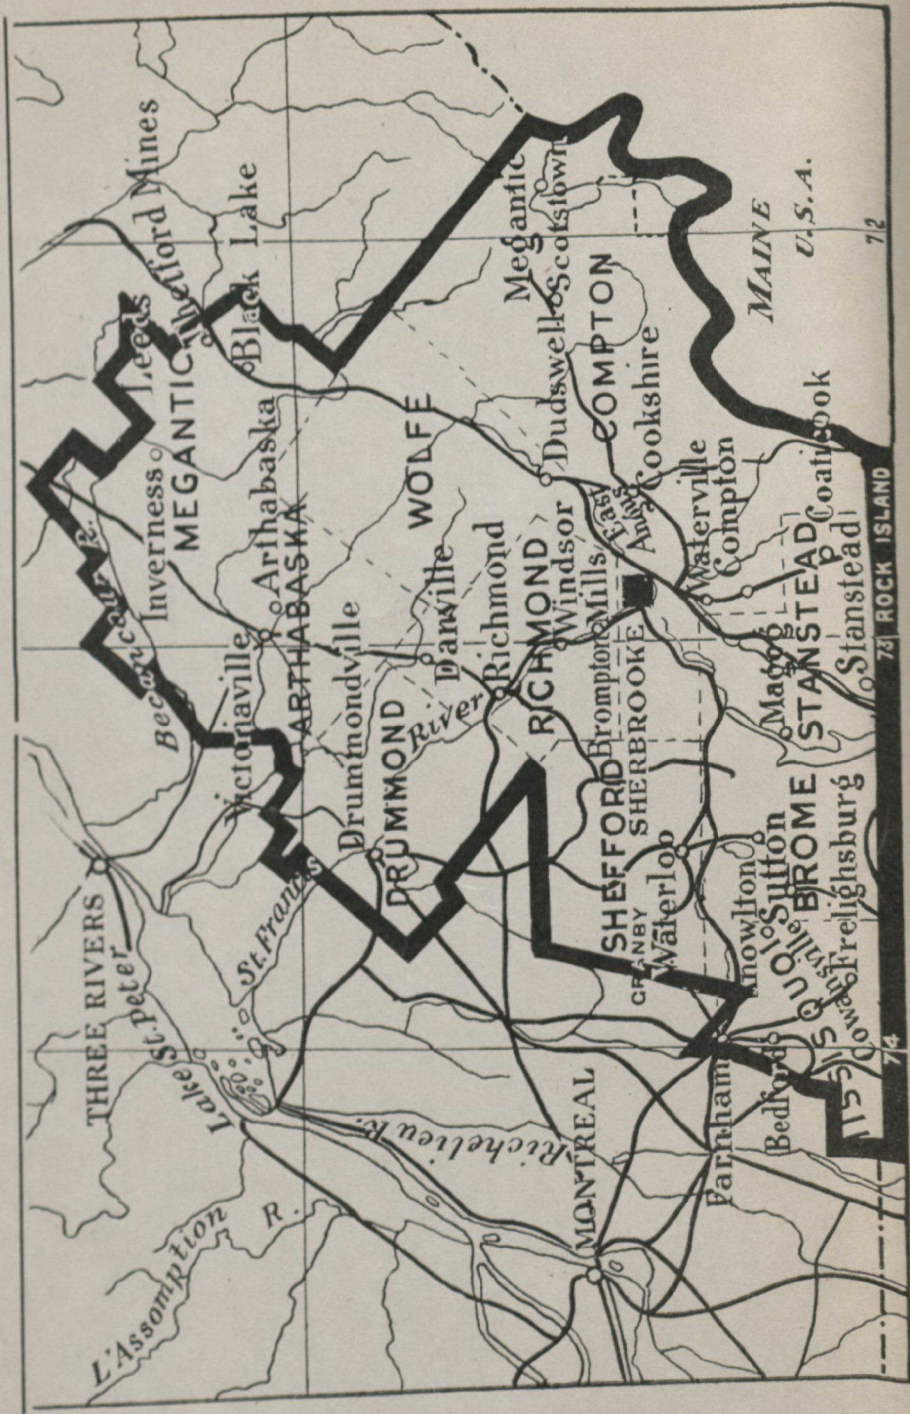 THREE RIVERS
Lake St. Peter
L'Assomption
R.
St. Francis
Becancour R.
Leeds
Thetford Mines
Black Lake
Inverness
MEGANTIC
Arthabaska
Victoriaville
ARTHABASKA
Drummondville
DRUMMOND
WOLFE
Danville
River
Richmond
RICHMOND
Windsor
Mills
Brompton
Dudswell
Scotstown
Megantic
COMPTON
East
Angus
Cookshire
SHERBROOKE
Waterville
Compton
Coaticook
Magog
STANSTEAD
P
Stanstead
ROCK ISLAND
SHEFFORD
GRANBY
Waterloo
Knowlton
Sutton
BROME
MISSISQUOI
Cowansville
Frelighsburg
Bedford
Farnham
MONTREAL
Richelieu R.
MAINE
U.S.A.
72
73
74